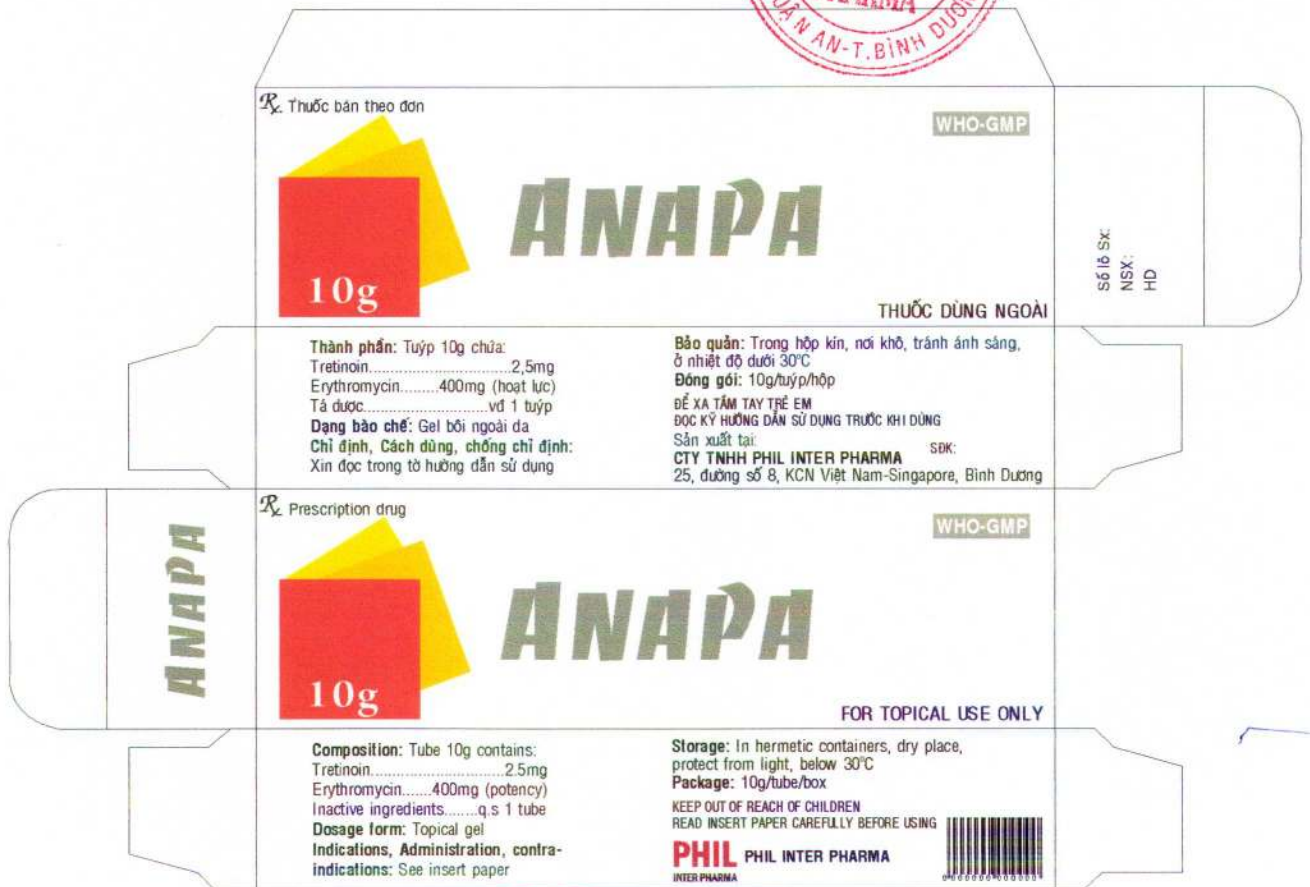 PHARMA
UẬN AN-T.BÌNH DƯƠN
Rx Thuốc bán theo đơn
WHO-GMP
ANAPA
10g
THUỐC DÙNG NGOÀI
Số lô Sx:
NSX:
HD
Thành phần: Tuýp 10g chứa:
Tretinoin................................2,5mg
Erythromycin........400mg (hoạt lực)
Tá dược............................vđ 1 tuýp
Dạng bào chế: Gel bôi ngoài da
Chỉ định, Cách dùng, chống chỉ định:
Xin đọc trong tờ hướng dẫn sử dụng
Bảo quản: Trong hộp kín, nơi khô, tránh ánh sáng,
ở nhiệt độ dưới 30°C
Đóng gói: 10g/tuýp/hộp
ĐỂ XA TẦM TAY TRẺ EM
ĐỌC KỸ HƯỚNG DẪN SỬ DỤNG TRƯỚC KHI DÙNG
Sản xuất tại:
SĐK:
CTY TNHH PHIL INTER PHARMA
25, đường số 8, KCN Việt Nam-Singapore, Bình Dương
ANAPA
Rx Prescription drug
WHO-GMP
ANAPA
10g
FOR TOPICAL USE ONLY
Composition: Tube 10g contains:
Tretinoin..............................2.5mg
Erythromycin.......400mg (potency)
Inactive ingredients........q.s 1 tube
Dosage form: Topical gel
Indications, Administration, contra-
indications: See insert paper
Storage: In hermetic containers, dry place,
protect from light, below 30°C
Package: 10g/tube/box
KEEP OUT OF REACH OF CHILDREN
READ INSERT PAPER CAREFULLY BEFORE USING
PHIL PHIL INTER PHARMA
INTER PHARMA